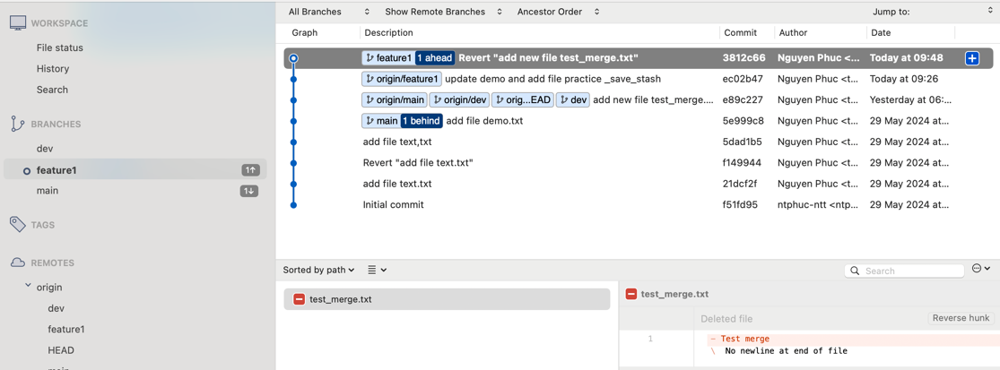 All Branches Show Remote Branches Ancestor Order Jump to:
WORKSPACE
File status
History
Search
BRANCHES
dev
feature1 1↑
main 1↓
TAGS
REMOTES
origin
dev
feature1
HEAD
Graph Description Commit Author Date
feature1 1 ahead Revert "add new file test_merge.txt" 3812c66 Nguyen Phuc <... Today at 09:48
origin/feature1 update demo and add file practice _save_stash ec02b47 Nguyen Phuc <t... Today at 09:26
origin/main origin/dev orig...EAD dev add new file test_merge.... e89c227 Nguyen Phuc <t... Yesterday at 06:...
main 1 behind add file demo.txt 5e999c8 Nguyen Phuc <t... 29 May 2024 at...
add file text,txt 5dad1b5 Nguyen Phuc <t... 29 May 2024 at...
Revert "add file text.txt" f149944 Nguyen Phuc <t... 29 May 2024 at...
add file text.txt 21dcf2f Nguyen Phuc <t... 29 May 2024 at...
Initial commit f51fd95 ntphuc-ntt <ntp... 29 May 2024 at...
Sorted by path Search
test_merge.txt
test_merge.txt
Deleted file Reverse hunk
1 - Test merge
\ No newline at end of file